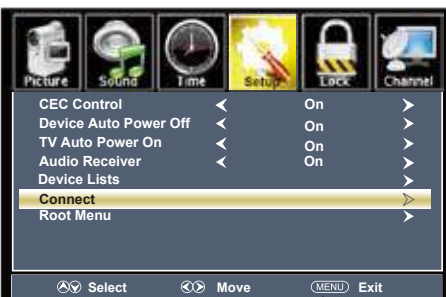 Picture Sound Time Setup Lock Channel
CEC Control On
Device Auto Power Off On
TV Auto Power On On
Audio Receiver On
Device Lists
Connect
Root Menu
Select Move MENU Exit